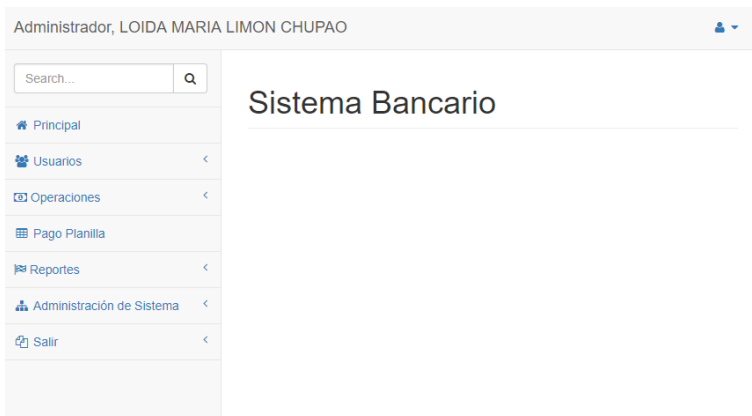 Administrador, LOIDA MARIA LIMON CHUPAO
Search...
Sistema Bancario
Principal
Usuarios
Operaciones
Pago Planilla
Reportes
Administración de Sistema
Salir